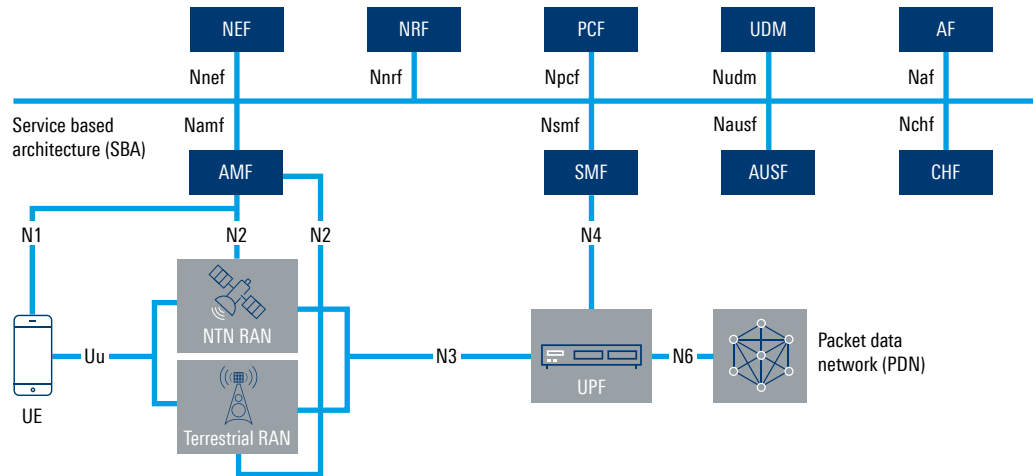 NEF
NRF
PCF
UDM
AF
Nnef
Nnrf
Npcf
Nudm
Naf
Service based
architecture (SBA)
Namf
Nsmf
Nausf
Nchf
AMF
SMF
AUSF
CHF
N1
N2
N2
N4
NTN RAN
Uu
N3
N6
Packet data
network (PDN)
UPF
UE
Terrestrial RAN